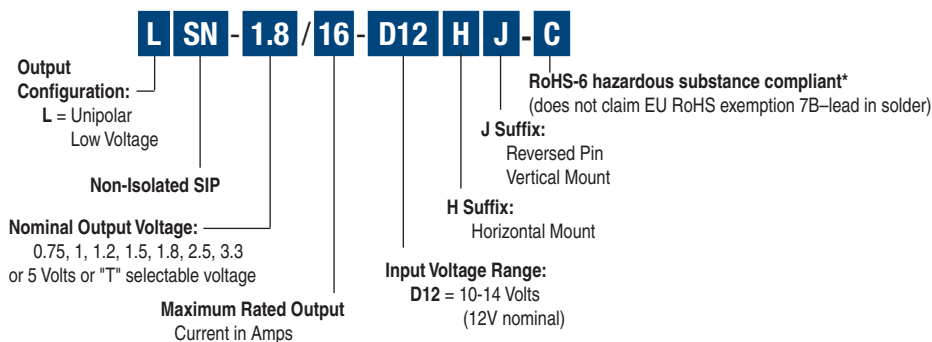 L SN - 1.8 / 16 - D12 H J - C
Output
Configuration:
L = Unipolar
Low Voltage
Non-Isolated SIP
Nominal Output Voltage:
0.75, 1, 1.2, 1.5, 1.8, 2.5, 3.3
or 5 Volts or "T" selectable voltage
Maximum Rated Output
Current in Amps
Input Voltage Range:
D12 = 10-14 Volts
(12V nominal)
H Suffix:
Horizontal Mount
J Suffix:
Reversed Pin
Vertical Mount
RoHS-6 hazardous substance compliant*
(does not claim EU RoHS exemption 7B–lead in solder)